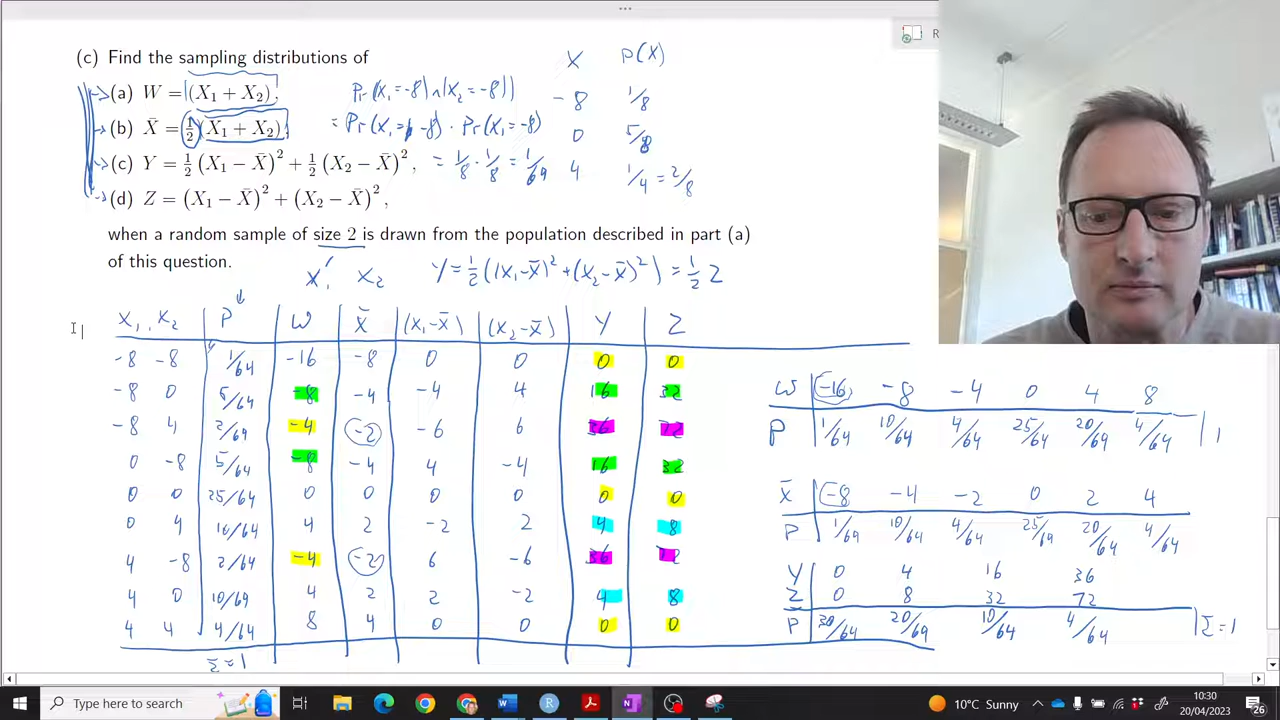 (c) Find the sampling distributions of
(a) W = (X₁ + X₂),
(b) X̄ = ½ (X₁ + X₂),
(c) Y = ½ (X₁ − X̄)² + ½ (X₂ − X̄)²,
(d) Z = (X₁ − X̄)² + (X₂ − X̄)²,
when a random sample of size 2 is drawn from the population described in part (a)
of this question.
Pr(X₁ = -8) ∩ (X₂ = -8))
· Pr(X₁ = -8)
= 1/8 · 1/8 = 1/64
X P(X)
-8 1/8
0 5/8
4 1/4 = 2/8
X₁ X₂ Y = ½ ((X₁-X̄)² + (X₂-X̄)²) = ½ Z
X₁, X₂ P W X̄ (X₁-X̄) (X₂-X̄) Y Z
-8 -8 1/64 -16 -8 0 0 0 0
-8 0 5/64 -8 -4 -4 4 16 32
-8 4 2/64 -4 -2 -6 6 36 72
0 -8 5/64 -8 -4 4 -4 16 32
0 0 25/64 0 0 0 0 0 0
0 4 10/64 4 2 -2 2 4 8
4 -8 2/64 -4 -2 6 -6 36 72
4 0 10/64 4 2 2 -2 4 8
4 4 4/64 8 4 0 0 0 0
Σ = 1
W -16 -8 -4 0 4 8
P 1/64 10/64 4/64 25/64 20/64 4/64 1
X̄ -8 -4 -2 0 2 4
P 1/64 10/64 4/64 25/64 20/64 4/64
Y 0 4 16 36
Z 0 8 32 72
P 30/64 20/64 10/64 4/64 Σ=1
R
Type here to search
10°C Sunny
10:30
20/04/2023
26